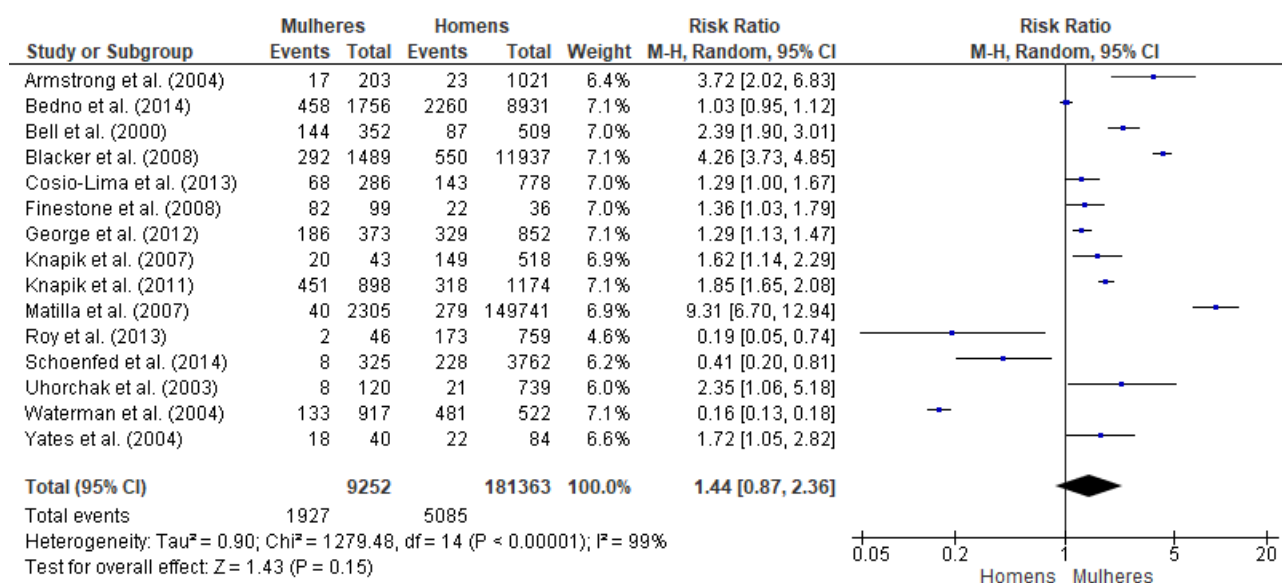 Mulheres Homens Risk Ratio Risk Ratio
Study or Subgroup Events Total Events Total Weight M-H, Random, 95% CI M-H, Random, 95% CI
Armstrong et al. (2004) 17 203 23 1021 6.4% 3.72 [2.02, 6.83]
Bedno et al. (2014) 458 1756 2260 8931 7.1% 1.03 [0.95, 1.12]
Bell et al. (2000) 144 352 87 509 7.0% 2.39 [1.90, 3.01]
Blacker et al. (2008) 292 1489 550 11937 7.1% 4.26 [3.73, 4.85]
Cosio-Lima et al. (2013) 68 286 143 778 7.0% 1.29 [1.00, 1.67]
Finestone et al. (2008) 82 99 22 36 7.0% 1.36 [1.03, 1.79]
George et al. (2012) 186 373 329 852 7.1% 1.29 [1.13, 1.47]
Knapik et al. (2007) 20 43 149 518 6.9% 1.62 [1.14, 2.29]
Knapik et al. (2011) 451 898 318 1174 7.1% 1.85 [1.65, 2.08]
Matilla et al. (2007) 40 2305 279 149741 6.9% 9.31 [6.70, 12.94]
Roy et al. (2013) 2 46 173 759 4.6% 0.19 [0.05, 0.74]
Schoenfed et al. (2014) 8 325 228 3762 6.2% 0.41 [0.20, 0.81]
Uhorchak et al. (2003) 8 120 21 739 6.0% 2.35 [1.06, 5.18]
Waterman et al. (2004) 133 917 481 522 7.1% 0.16 [0.13, 0.18]
Yates et al. (2004) 18 40 22 84 6.6% 1.72 [1.05, 2.82]
Total (95% CI) 9252 181363 100.0% 1.44 [0.87, 2.36]
Total events 1927 5085
Heterogeneity: Tau² = 0.90; Chi² = 1279.48, df = 14 (P < 0.00001); I² = 99%
Test for overall effect: Z = 1.43 (P = 0.15)
0.05 0.2 1 5 20
Homens Mulheres